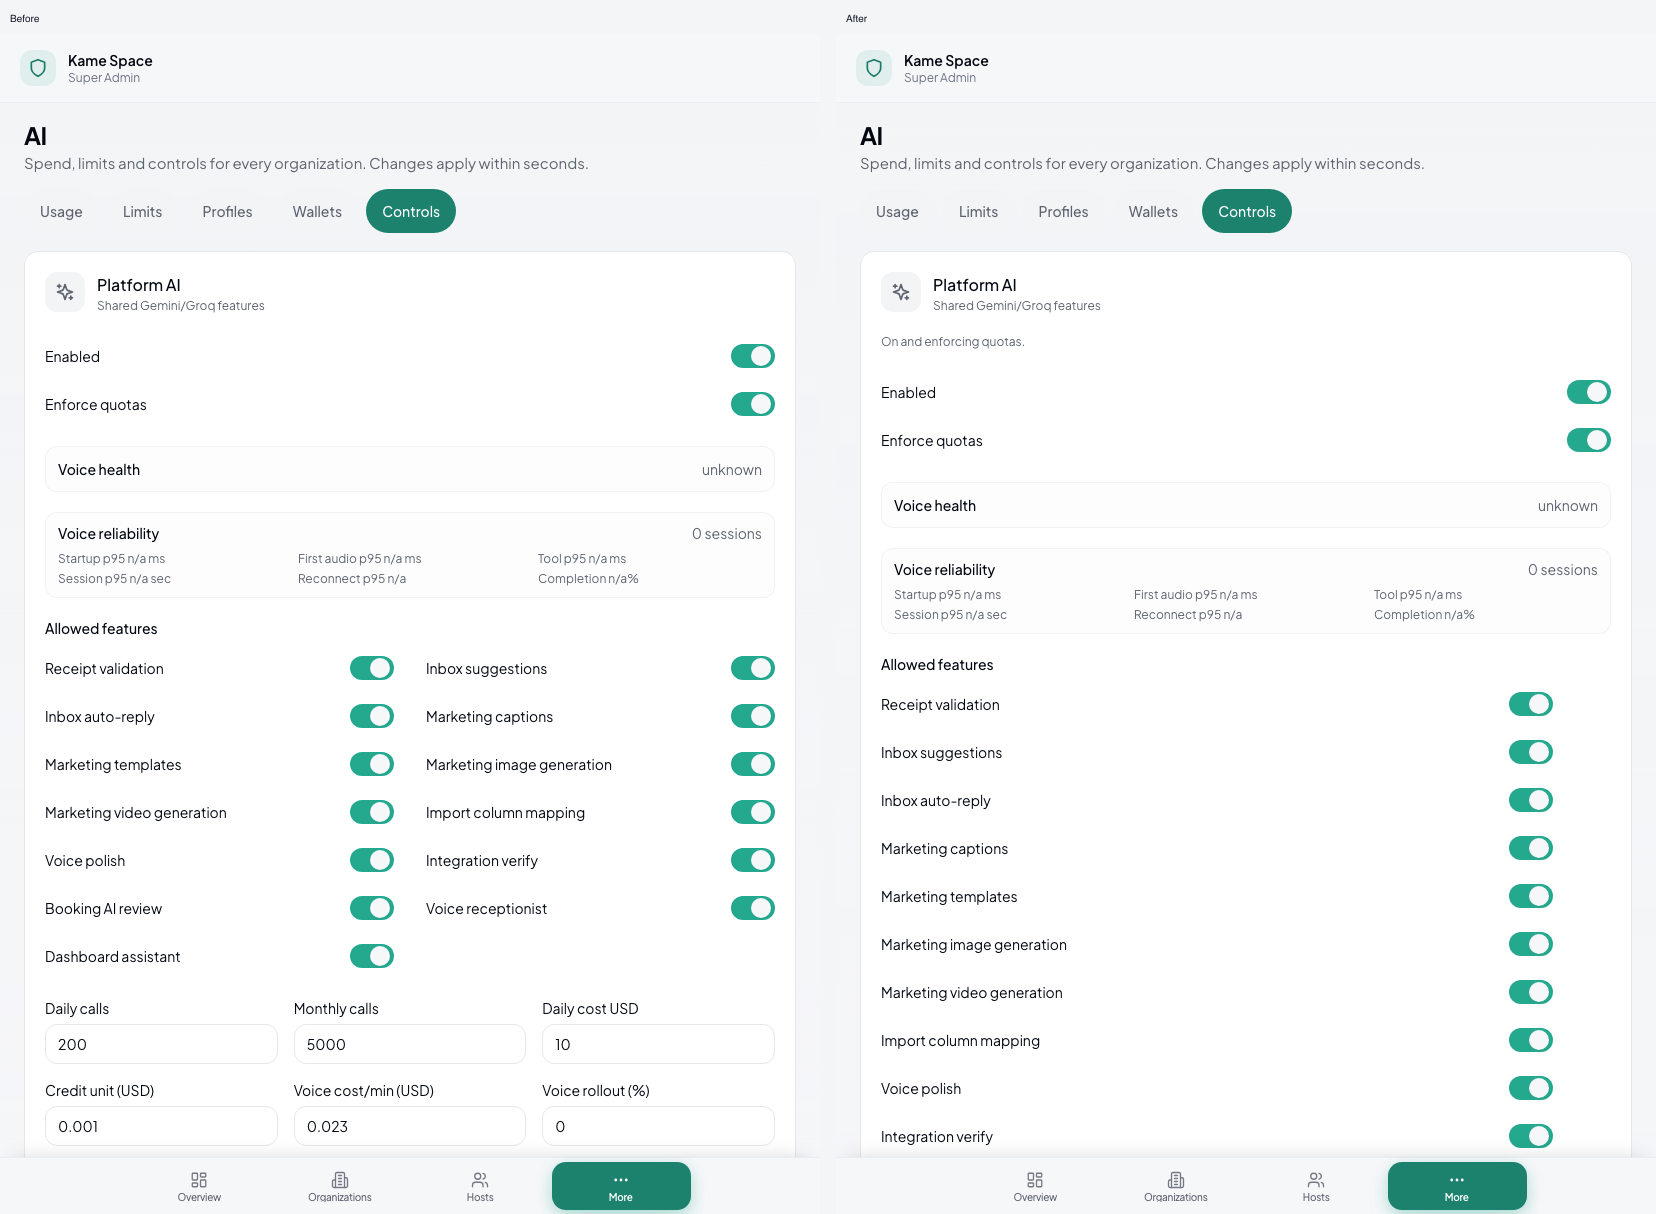 Before
Kame Space
Super Admin
AI
Spend, limits and controls for every organization. Changes apply within seconds.
Usage Limits Profiles Wallets Controls
Platform AI
Shared Gemini/Groq features
Enabled
Enforce quotas
Voice health unknown
Voice reliability 0 sessions
Startup p95 n/a ms First audio p95 n/a ms Tool p95 n/a ms
Session p95 n/a sec Reconnect p95 n/a Completion n/a%
Allowed features
Receipt validation Inbox suggestions
Inbox auto-reply Marketing captions
Marketing templates Marketing image generation
Marketing video generation Import column mapping
Voice polish Integration verify
Booking AI review Voice receptionist
Dashboard assistant
Daily calls Monthly calls Daily cost USD
200 5000 10
Credit unit (USD) Voice cost/min (USD) Voice rollout (%)
0.001 0.023 0
Overview Organizations Hosts More
After
Kame Space
Super Admin
AI
Spend, limits and controls for every organization. Changes apply within seconds.
Usage Limits Profiles Wallets Controls
Platform AI
Shared Gemini/Groq features
On and enforcing quotas.
Enabled
Enforce quotas
Voice health unknown
Voice reliability 0 sessions
Startup p95 n/a ms First audio p95 n/a ms Tool p95 n/a ms
Session p95 n/a sec Reconnect p95 n/a Completion n/a%
Allowed features
Receipt validation
Inbox suggestions
Inbox auto-reply
Marketing captions
Marketing templates
Marketing image generation
Marketing video generation
Import column mapping
Voice polish
Integration verify
Overview Organizations Hosts More